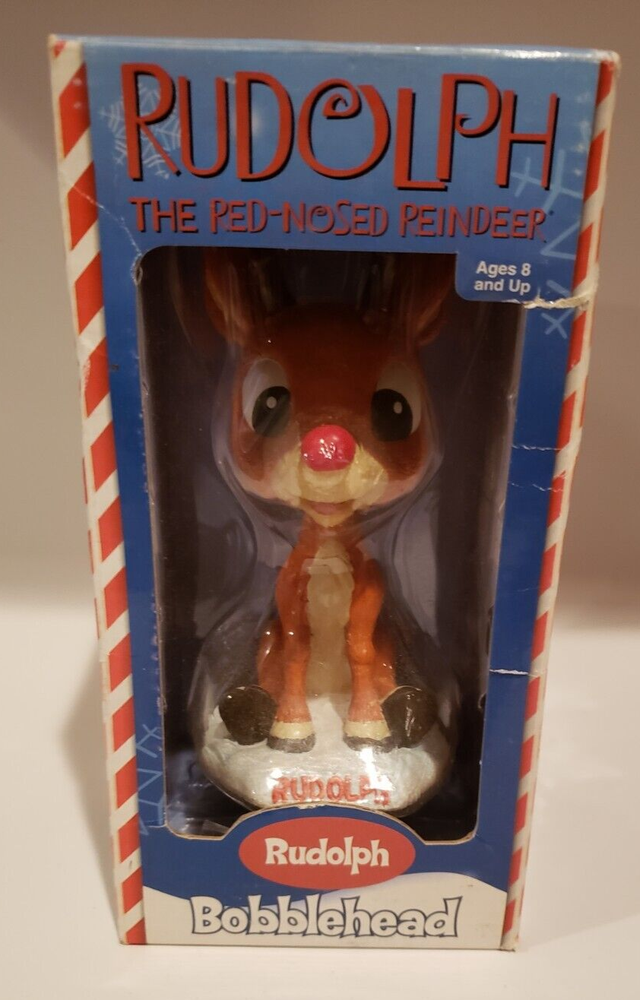 RUDOLPH
THE RED-NOSED REINDEER
Ages 8
and Up
RUDOLPH
Rudolph
Bobblehead